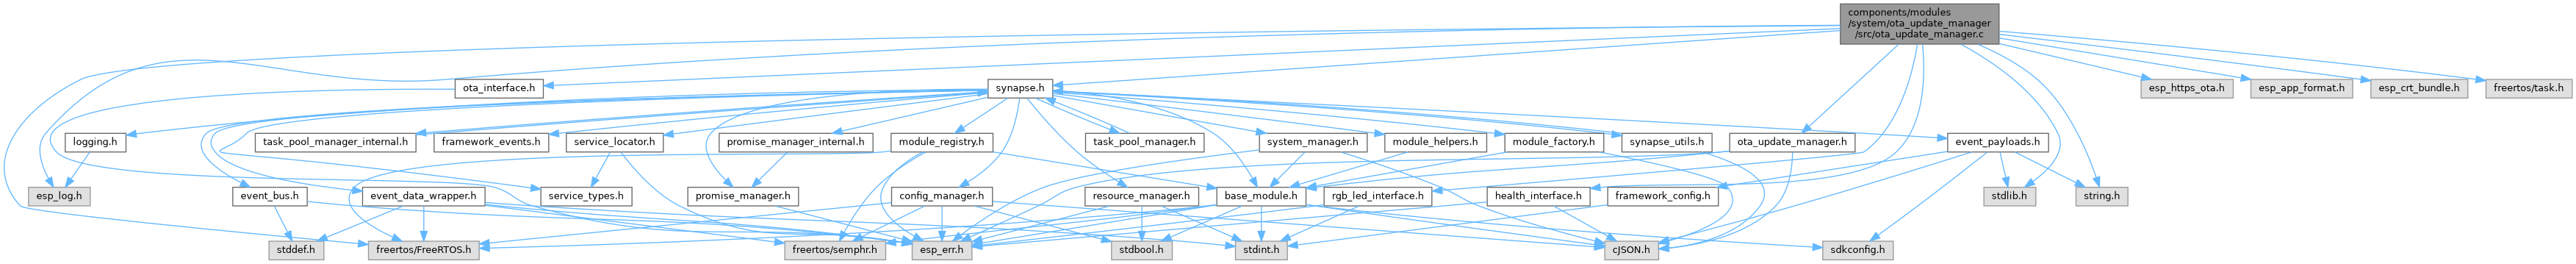 components/modules
/system/ota_update_manager
/src/ota_update_manager.c
ota_interface.h
synapse.h
esp_https_ota.h
esp_app_format.h
esp_crt_bundle.h
freertos/task.h
logging.h
task_pool_manager_internal.h
framework_events.h
service_locator.h
promise_manager_internal.h
module_registry.h
task_pool_manager.h
system_manager.h
module_helpers.h
module_factory.h
synapse_utils.h
ota_update_manager.h
event_payloads.h
esp_log.h
event_bus.h
event_data_wrapper.h
service_types.h
promise_manager.h
config_manager.h
resource_manager.h
base_module.h
rgb_led_interface.h
health_interface.h
framework_config.h
stdlib.h
string.h
stddef.h
freertos/FreeRTOS.h
freertos/semphr.h
esp_err.h
stdbool.h
stdint.h
cJSON.h
sdkconfig.h